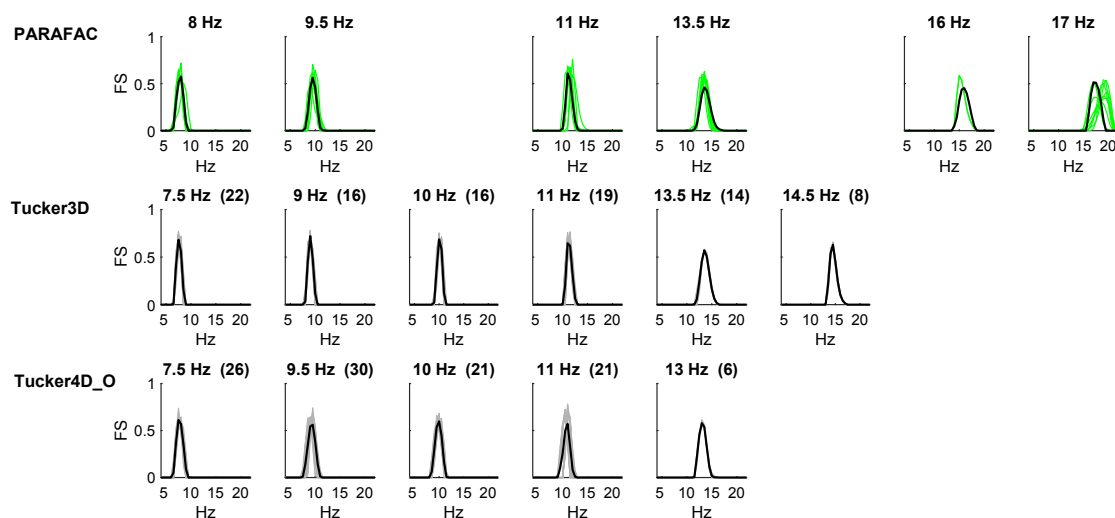 PARAFAC
8 Hz 9.5 Hz 11 Hz 13.5 Hz 16 Hz 17 Hz
1
FS 0.5
0
5 10 15 20 5 10 15 20 5 10 15 20 5 10 15 20 5 10 15 20 5 10 15 20
Hz Hz Hz Hz Hz Hz
Tucker3D
7.5 Hz (22) 9 Hz (16) 10 Hz (16) 11 Hz (19) 13.5 Hz (14) 14.5 Hz (8)
1
FS 0.5
0
5 10 15 20 5 10 15 20 5 10 15 20 5 10 15 20 5 10 15 20 5 10 15 20
Hz Hz Hz Hz Hz Hz
Tucker4D_O
7.5 Hz (26) 9.5 Hz (30) 10 Hz (21) 11 Hz (21) 13 Hz (6)
1
FS 0.5
0
5 10 15 20 5 10 15 20 5 10 15 20 5 10 15 20 5 10 15 20
Hz Hz Hz Hz Hz